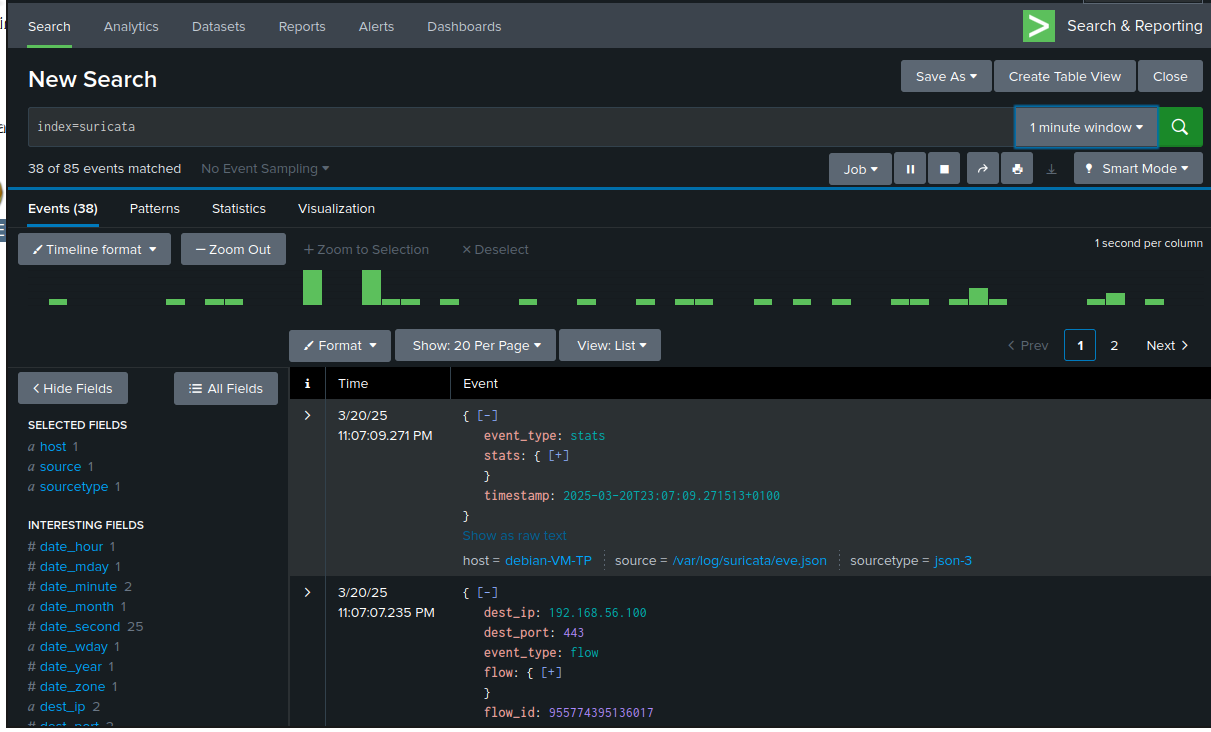 Search Analytics Datasets Reports Alerts Dashboards > Search & Reporting
New Search Save As ▾ Create Table View Close
index=suricata 1 minute window ▾
38 of 85 events matched No Event Sampling ▾ Job ▾ Smart Mode ▾
Events (38) Patterns Statistics Visualization
Timeline format ▾ — Zoom Out + Zoom to Selection × Deselect 1 second per column
Format ▾ Show: 20 Per Page ▾ View: List ▾ < Prev 1 2 Next >
< Hide Fields All Fields i Time Event
SELECTED FIELDS
a host 1
a source 1
a sourcetype 1
INTERESTING FIELDS
# date_hour 1
# date_mday 1
# date_minute 2
a date_month 1
# date_second 25
a date_wday 1
# date_year 1
# date_zone 1
a dest_ip 2
# dest_port 2
> 3/20/25
11:07:09.271 PM
{ [-]
event_type: stats
stats: { [+]
}
timestamp: 2025-03-20T23:07:09.271513+0100
}
Show as raw text
host = debian-VM-TP source = /var/log/suricata/eve.json sourcetype = json-3
> 3/20/25
11:07:07.235 PM
{ [-]
dest_ip: 192.168.56.100
dest_port: 443
event_type: flow
flow: { [+]
}
flow_id: 955774395136017